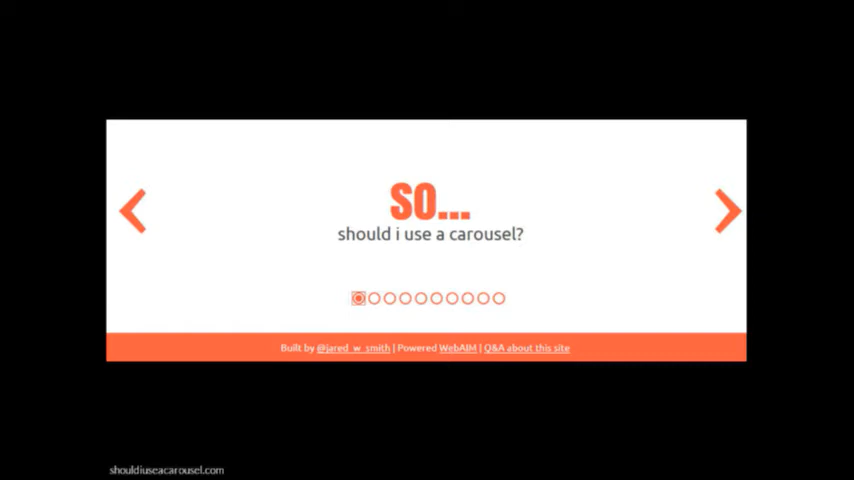 SO...
should i use a carousel?
Built by @jared_w_smith | Powered WebAIM | Q&A about this site
shouldiuseacarousel.com